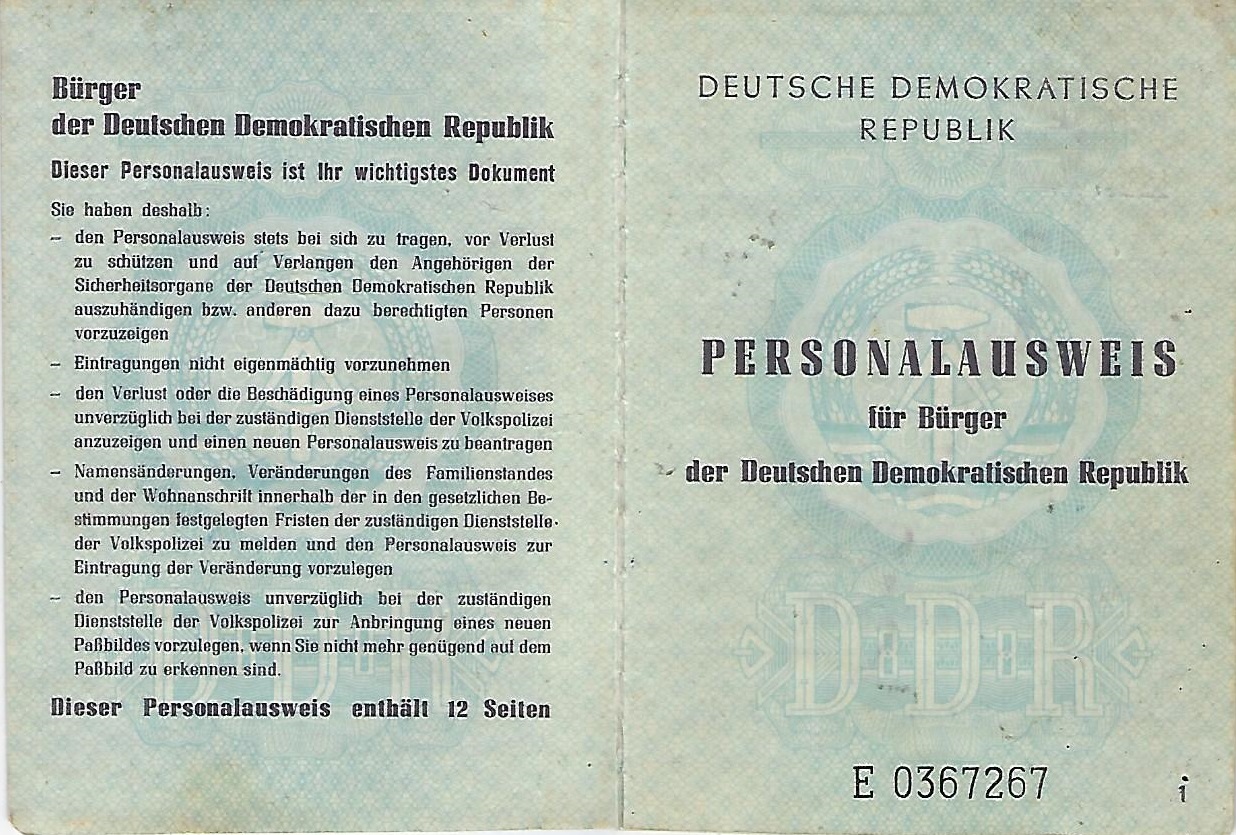 Bürger
der Deutschen Demokratischen Republik
Dieser Personalausweis ist Ihr wichtigstes Dokument
Sie haben deshalb:
– den Personalausweis stets bei sich zu tragen, vor Verlust
zu schützen und auf Verlangen den Angehörigen der
Sicherheitsorgane der Deutschen Demokratischen Republik
auszuhändigen bzw. anderen dazu berechtigten Personen
vorzuzeigen
– Eintragungen nicht eigenmächtig vorzunehmen
– den Verlust oder die Beschädigung eines Personalausweises
unverzüglich bei der zuständigen Dienststelle der Volkspolizei
anzuzeigen und einen neuen Personalausweis zu beantragen
– Namensänderungen, Veränderungen des Familienstandes
und der Wohnanschrift innerhalb der in den gesetzlichen Be-
stimmungen festgelegten Fristen der zuständigen Dienststelle
der Volkspolizei zu melden und den Personalausweis zur
Eintragung der Veränderung vorzulegen
– den Personalausweis unverzüglich bei der zuständigen
Dienststelle der Volkspolizei zur Anbringung eines neuen
Paßbildes vorzulegen, wenn Sie nicht mehr genügend auf dem
Paßbild zu erkennen sind.
Dieser Personalausweis enthält 12 Seiten
DEUTSCHE DEMOKRATISCHE
REPUBLIK
PERSONALAUSWEIS
für Bürger
der Deutschen Demokratischen Republik
DDR
E 0367267
1